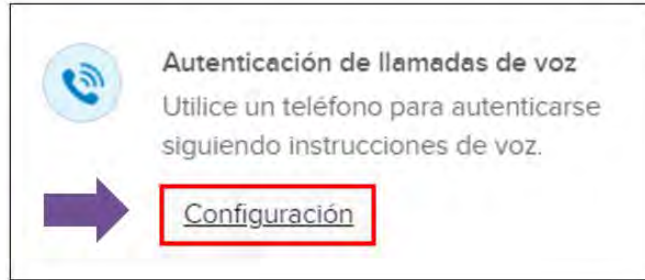 Autenticación de llamadas de voz
Utilice un teléfono para autenticarse
siguiendo instrucciones de voz.
Configuración